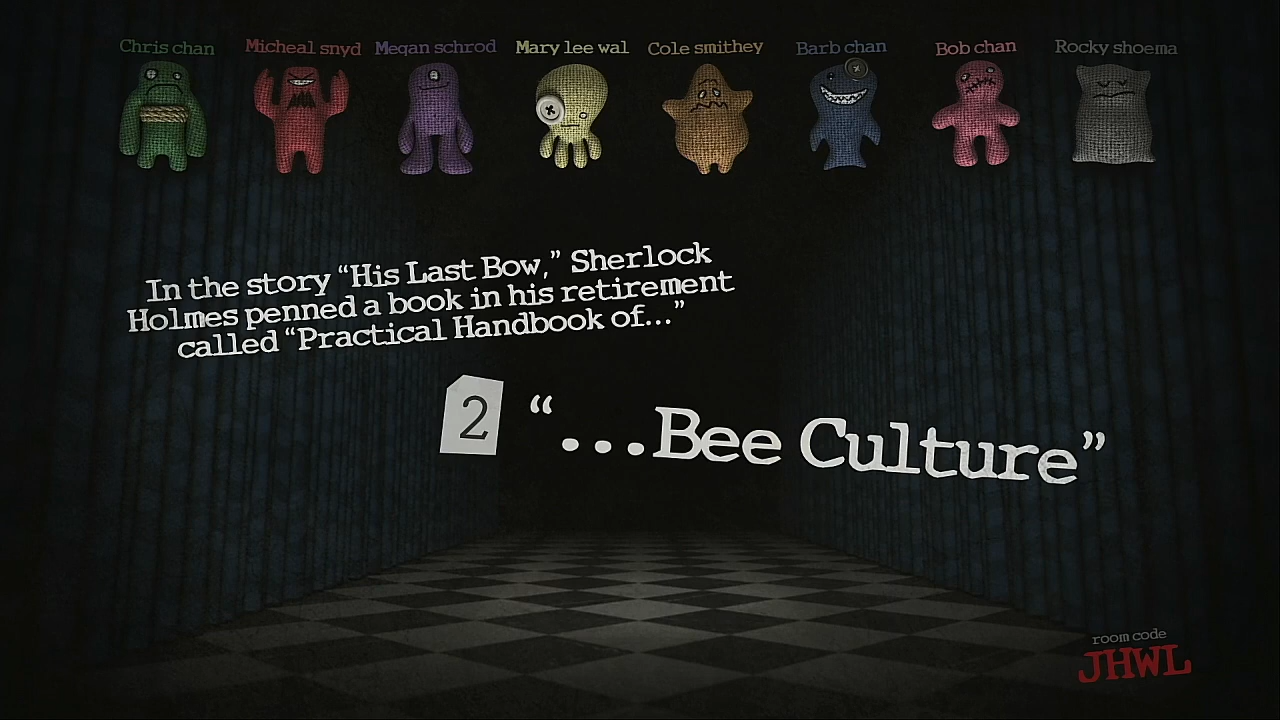 Chris chan Micheal snyd Megan schrod Mary lee wal Cole smithey Barb chan Bob chan Rocky shoema
In the story “His Last Bow,” Sherlock
Holmes penned a book in his retirement
called “Practical Handbook of...”
2 “...Bee Culture”
room code
JHWL